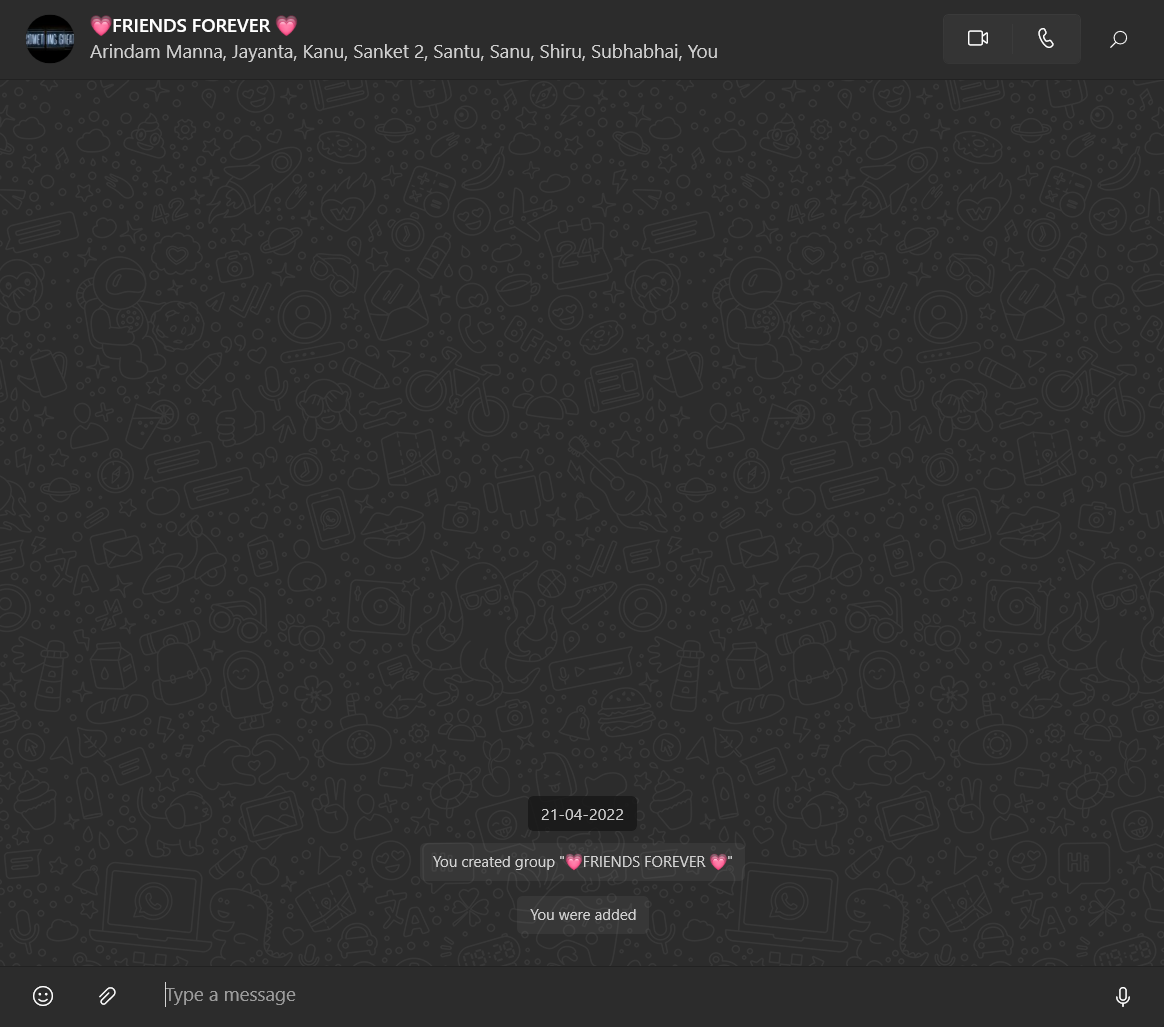 💗FRIENDS FOREVER 💗
Arindam Manna, Jayanta, Kanu, Sanket 2, Santu, Sanu, Shiru, Subhabhai, You
21-04-2022
You created group "💗FRIENDS FOREVER 💗"
You were added
Type a message